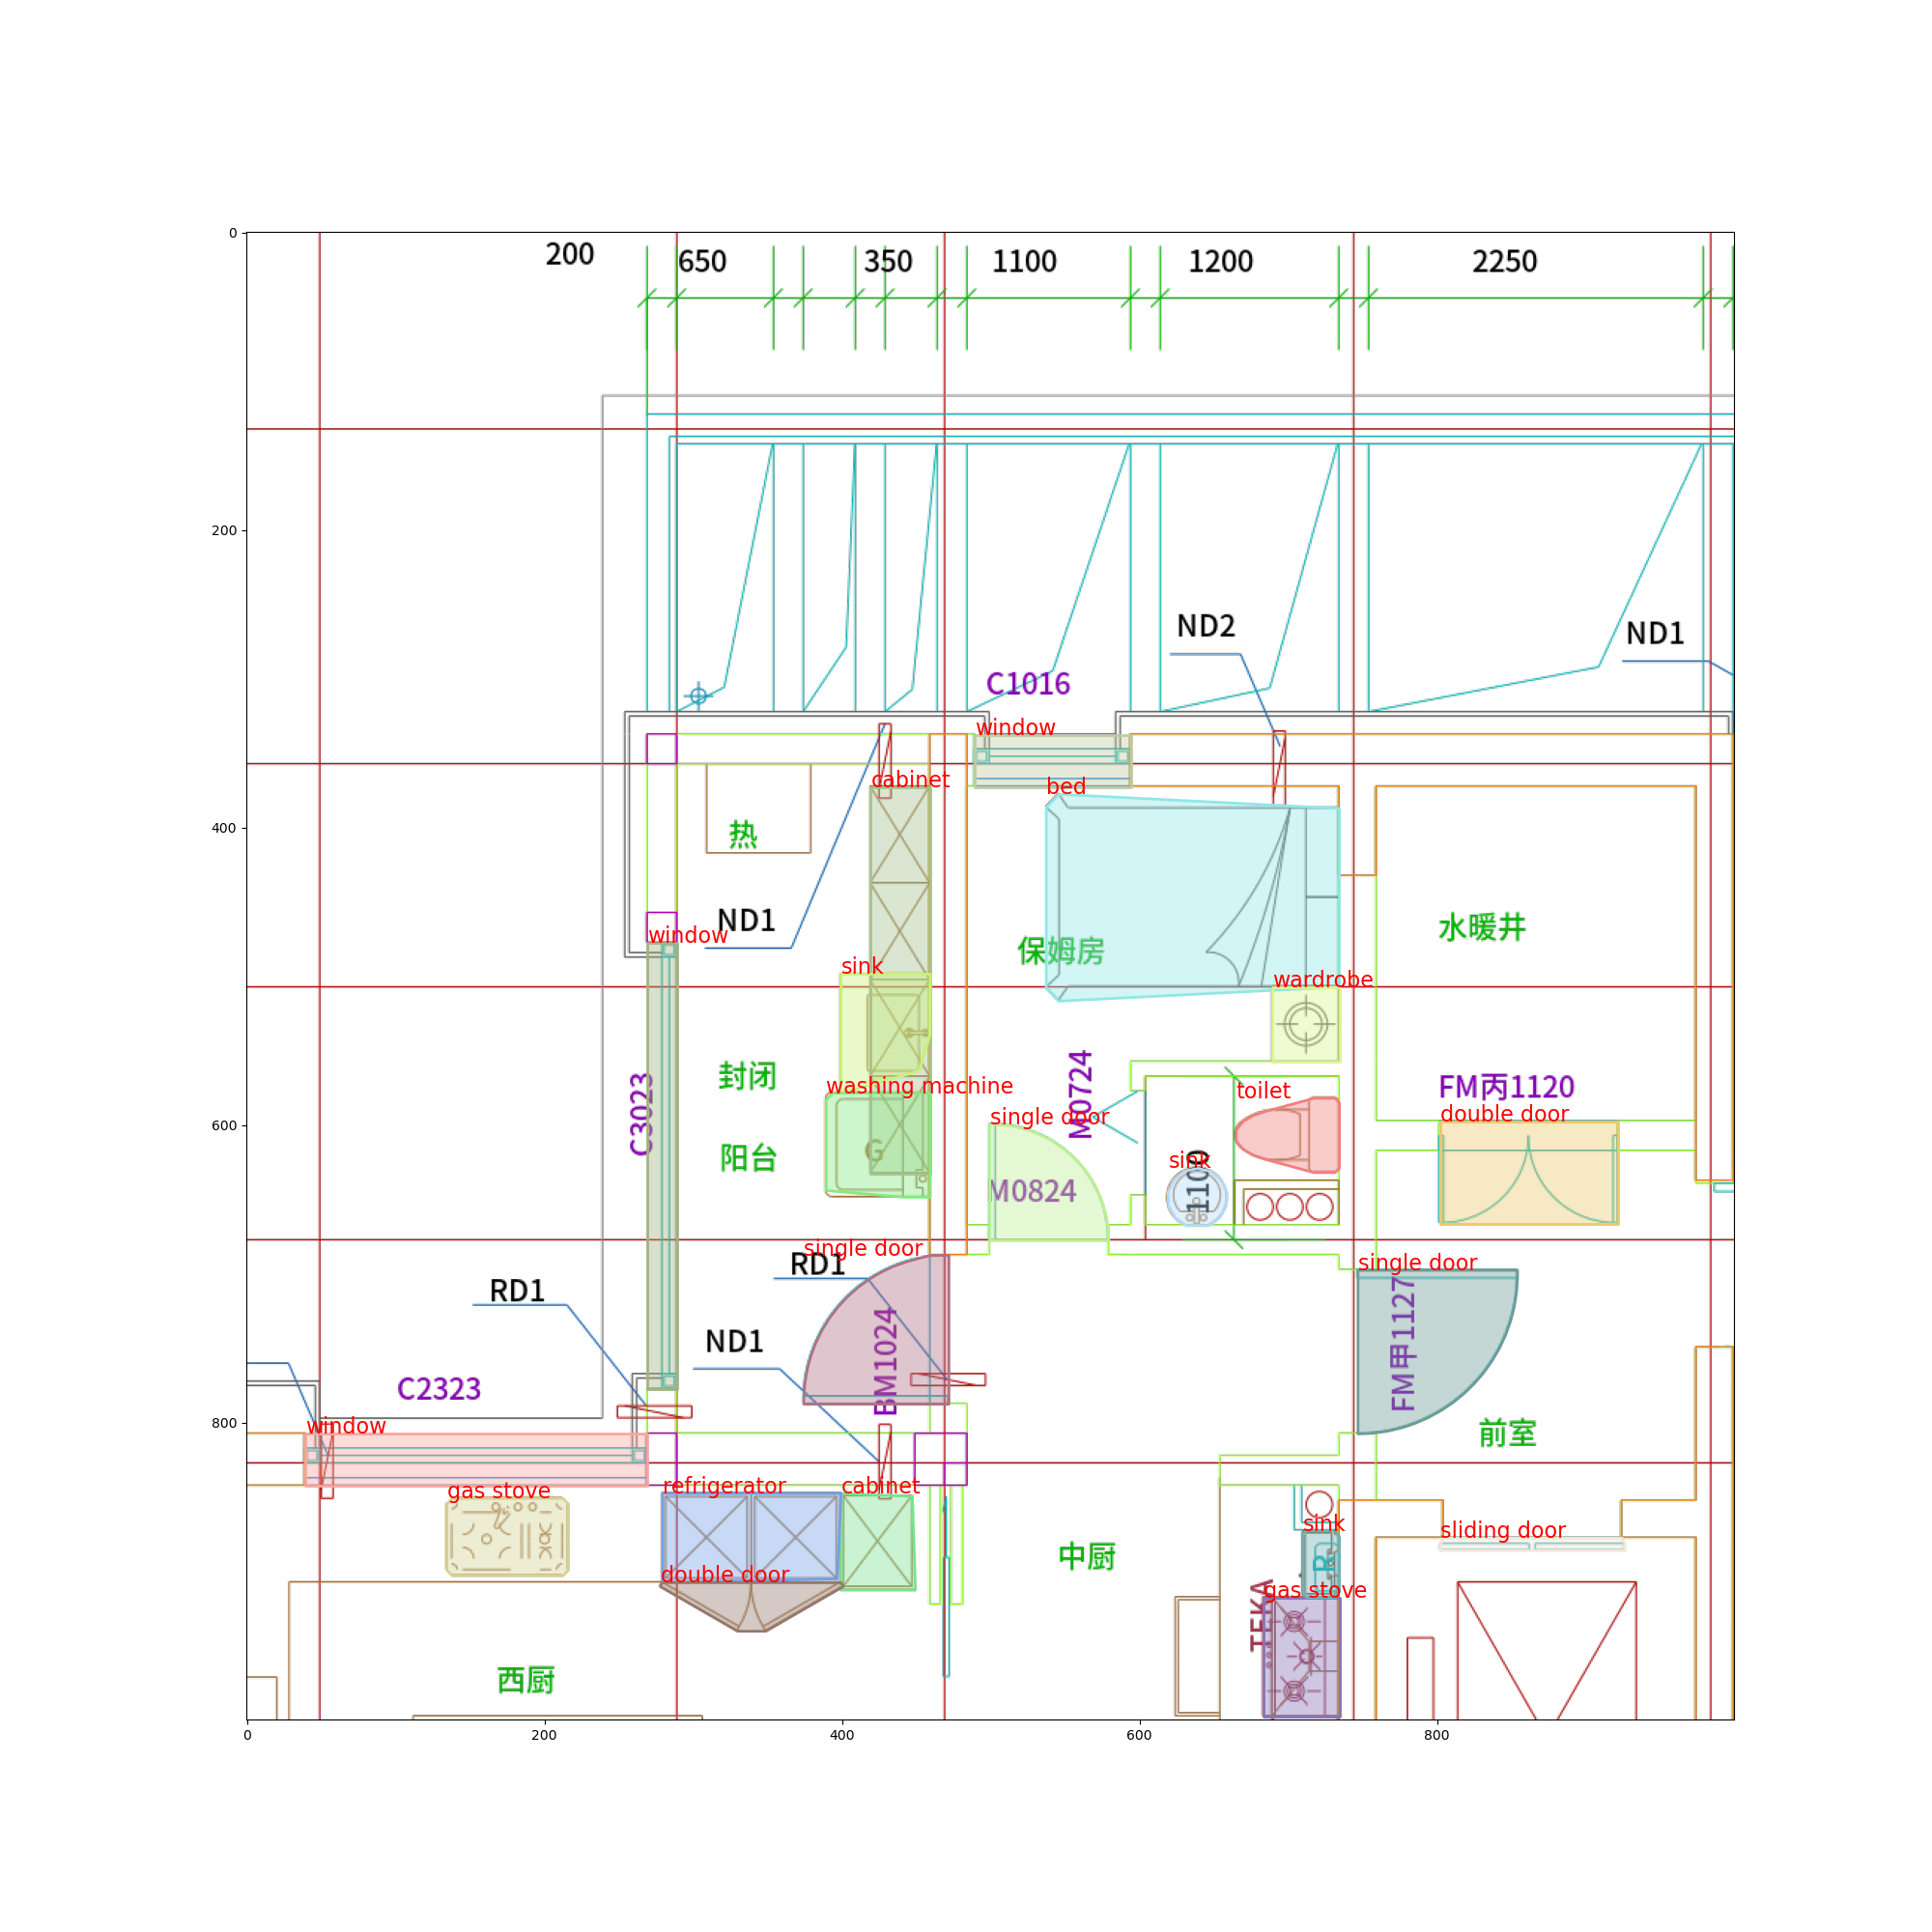 0
200
650
350
1100
1200
2250
200
ND2
ND1
C1016
window
cabinet
bed
热
400
ND1
水暖井
保姆房
window
sink
wardrobe
封闭
C3023
M0724
FM丙1120
washing machine
toilet
double door
single door
600
阳台
G
sink
1100
M0824
single door
RD1
single door
RD1
FM甲1127
ND1
BM1024
C2323
800
window
前室
gas stove
refrigerator
cabinet
sink
sliding door
中厨
R
double door
gas stove
TEKA
西厨
0
200
400
600
800